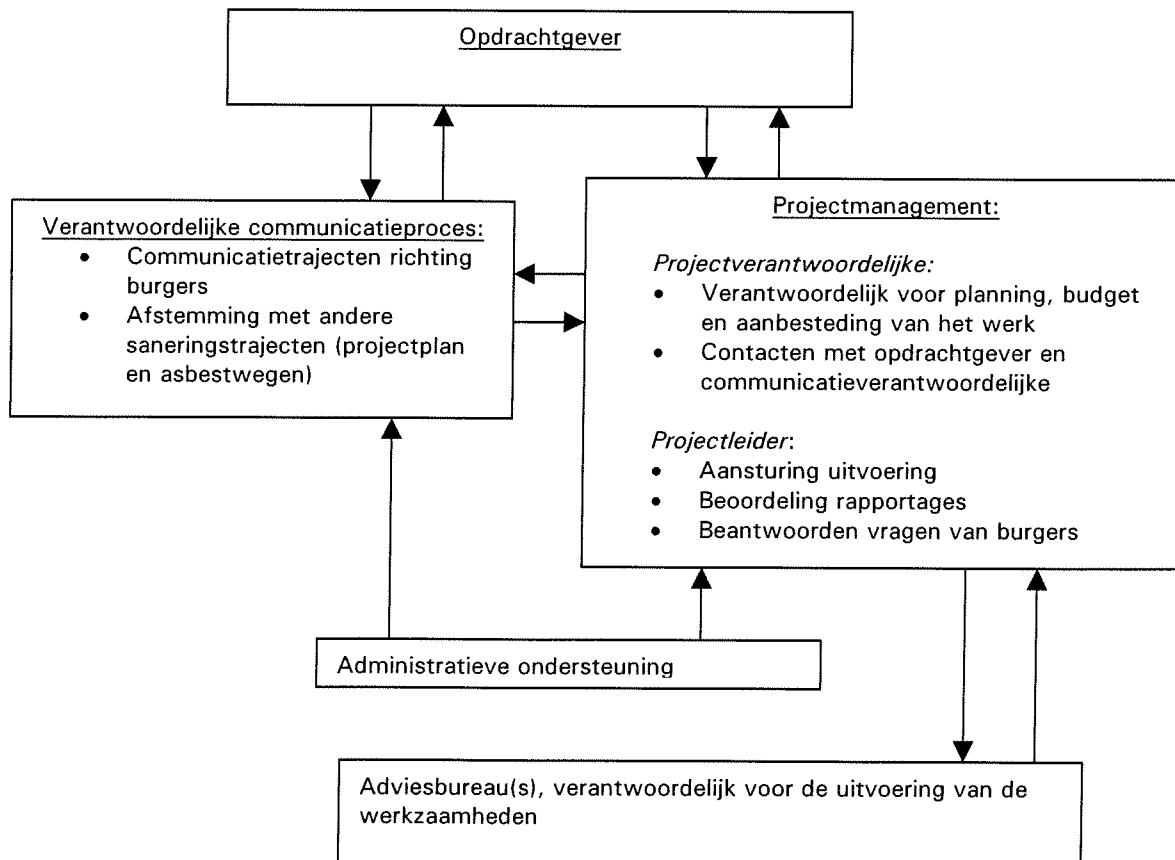 Opdrachtgever
Verantwoordelijke communicatieproces:
• Communicatietrajecten richting
burgers
• Afstemming met andere
saneringstrajecten (projectplan
en asbestwegen)
Projectmanagement:
Projectverantwoordelijke:
• Verantwoordelijk voor planning, budget
en aanbesteding van het werk
• Contacten met opdrachtgever en
communicatieverantwoordelijke
Projectleider:
• Aansturing uitvoering
• Beoordeling rapportages
• Beantwoorden vragen van burgers
Administratieve ondersteuning
Adviesbureau(s), verantwoordelijk voor de uitvoering van de
werkzaamheden